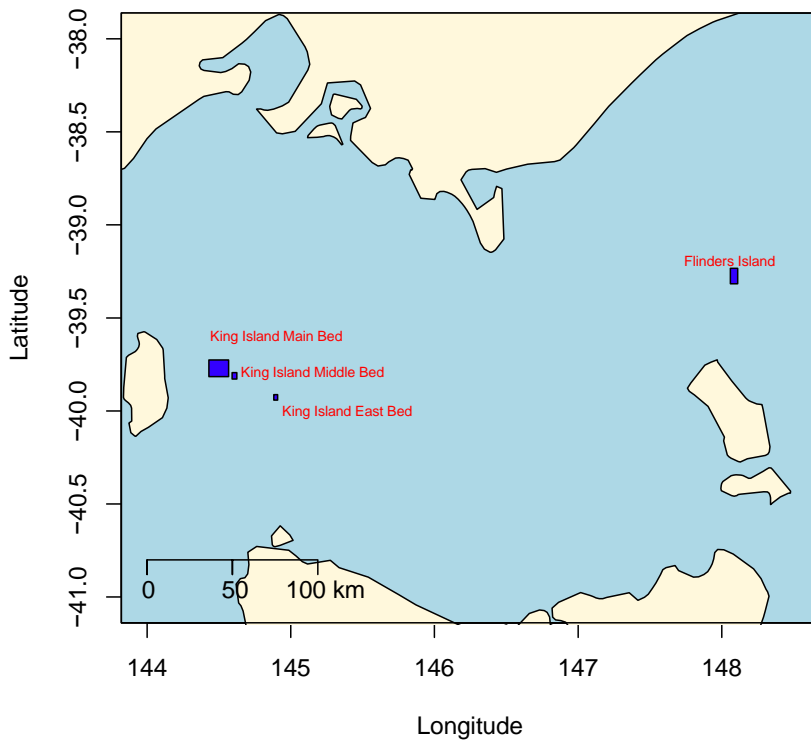 −38.0
−38.5
−39.0
−39.5
−40.0
−40.5
−41.0
Latitude
Flinders Island
King Island Main Bed
King Island Middle Bed
King Island East Bed
0 50 100 km
144 145 146 147 148
Longitude